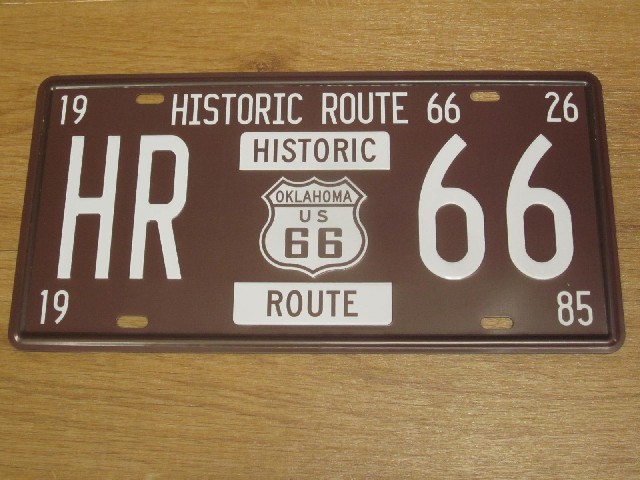 19 HISTORIC ROUTE 66 26
HISTORIC
HR 66
OKLAHOMA
US
66
ROUTE
19 85